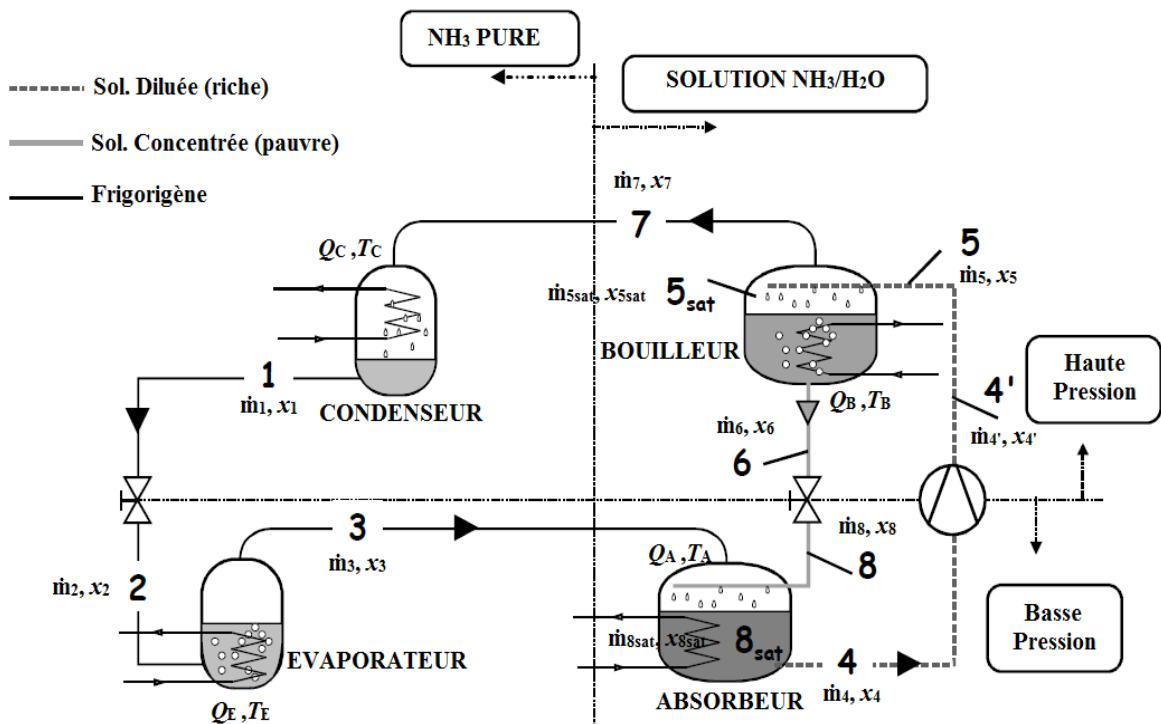 NH₃ PURE
SOLUTION NH₃/H₂O
Sol. Diluée (riche)
Sol. Concentrée (pauvre)
Frigorigène
ṁ7, x7
7
QC ,TC
5
ṁ5, x5
ṁ5sat, x5sat
5sat
BOUILLEUR
Haute
Pression
1
ṁ1, x1
CONDENSEUR
QB ,TB
4'
ṁ4', x4'
ṁ6, x6
6
3
ṁ3, x3
ṁ8, x8
8
QA ,TA
ṁ2, x2
2
Basse
Pression
ṁ8sat, x8sat
8sat
EVAPORATEUR
4
ṁ4, x4
ABSORBEUR
QE ,TE